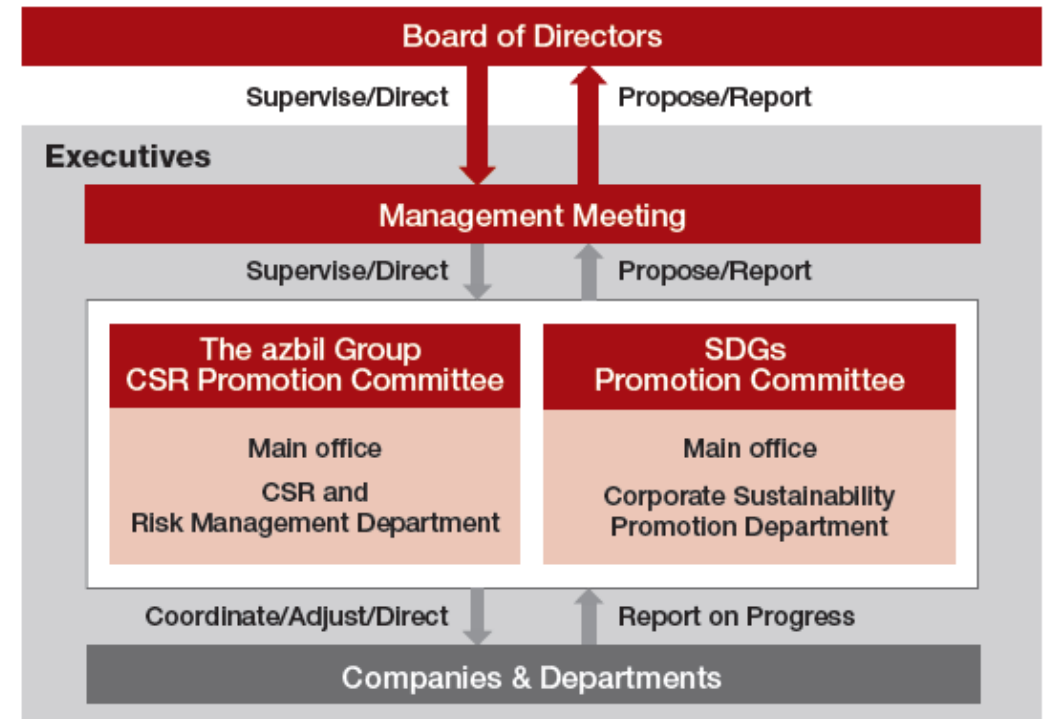 Board of Directors
Supervise/Direct
Propose/Report
Executives
Management Meeting
Supervise/Direct
Propose/Report
The azbil Group
CSR Promotion Committee
Main office
CSR and
Risk Management Department
SDGs
Promotion Committee
Main office
Corporate Sustainability
Promotion Department
Coordinate/Adjust/Direct
Report on Progress
Companies & Departments